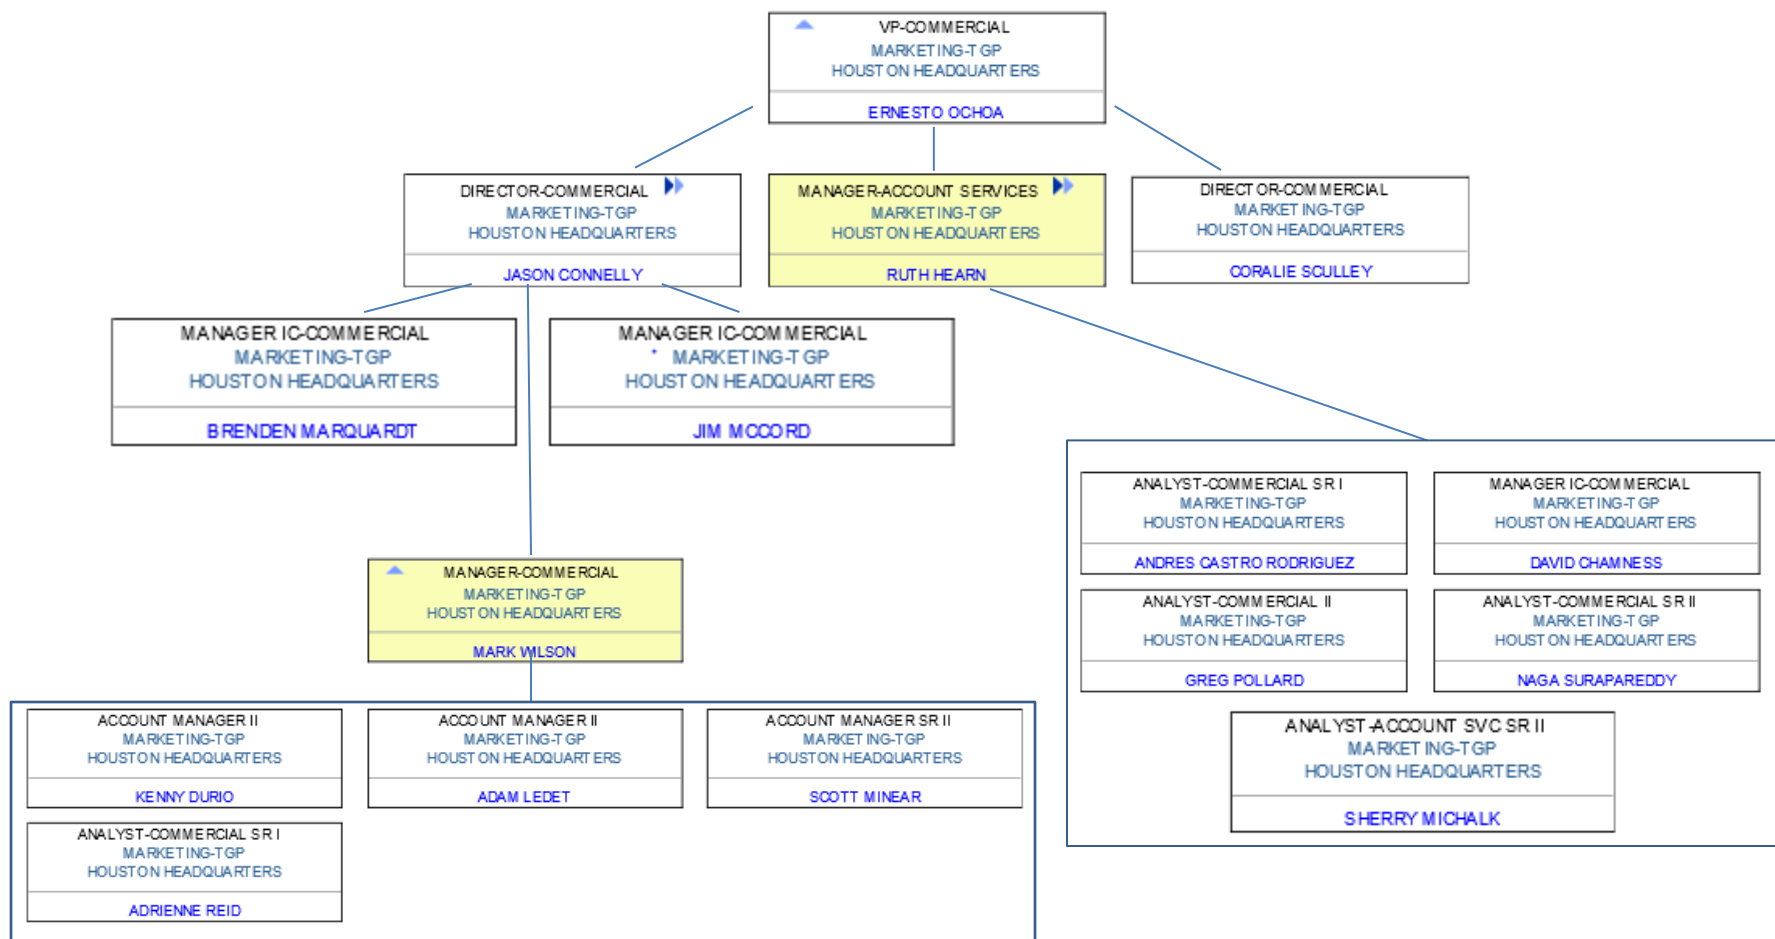 VP-COMMERCIAL
MARKETING-TGP
HOUSTON HEADQUARTERS
ERNESTO OCHOA
DIRECTOR-COMMERCIAL
MARKETING-TGP
HOUSTON HEADQUARTERS
JASON CONNELLY
MANAGER-ACCOUNT SERVICES
MARKETING-TGP
HOUSTON HEADQUARTERS
RUTH HEARN
DIRECTOR-COMMERCIAL
MARKETING-TGP
HOUSTON HEADQUARTERS
CORALIE SCULLEY
MANAGER IC-COMMERCIAL
MARKETING-TGP
HOUSTON HEADQUARTERS
BRENDEN MARQUARDT
MANAGER IC-COMMERCIAL
MARKETING-TGP
HOUSTON HEADQUARTERS
JIM MCCORD
MANAGER-COMMERCIAL
MARKETING-TGP
HOUSTON HEADQUARTERS
MARK WILSON
ACCOUNT MANAGER II
MARKETING-TGP
HOUSTON HEADQUARTERS
KENNY DURIO
ACCOUNT MANAGER II
MARKETING-TGP
HOUSTON HEADQUARTERS
ADAM LEDET
ACCOUNT MANAGER SR II
MARKETING-TGP
HOUSTON HEADQUARTERS
SCOTT MINEAR
ANALYST-COMMERCIAL SR I
MARKETING-TGP
HOUSTON HEADQUARTERS
ADRIENNE REID
ANALYST-COMMERCIAL SR I
MARKETING-TGP
HOUSTON HEADQUARTERS
ANDRES CASTRO RODRIGUEZ
MANAGER IC-COMMERCIAL
MARKETING-TGP
HOUSTON HEADQUARTERS
DAVID CHAMNESS
ANALYST-COMMERCIAL II
MARKETING-TGP
HOUSTON HEADQUARTERS
GREG POLLARD
ANALYST-COMMERCIAL SR II
MARKETING-TGP
HOUSTON HEADQUARTERS
NAGA SURAPAREDDY
ANALYST-ACCOUNT SVC SR II
MARKETING-TGP
HOUSTON HEADQUARTERS
SHERRY MICHALK